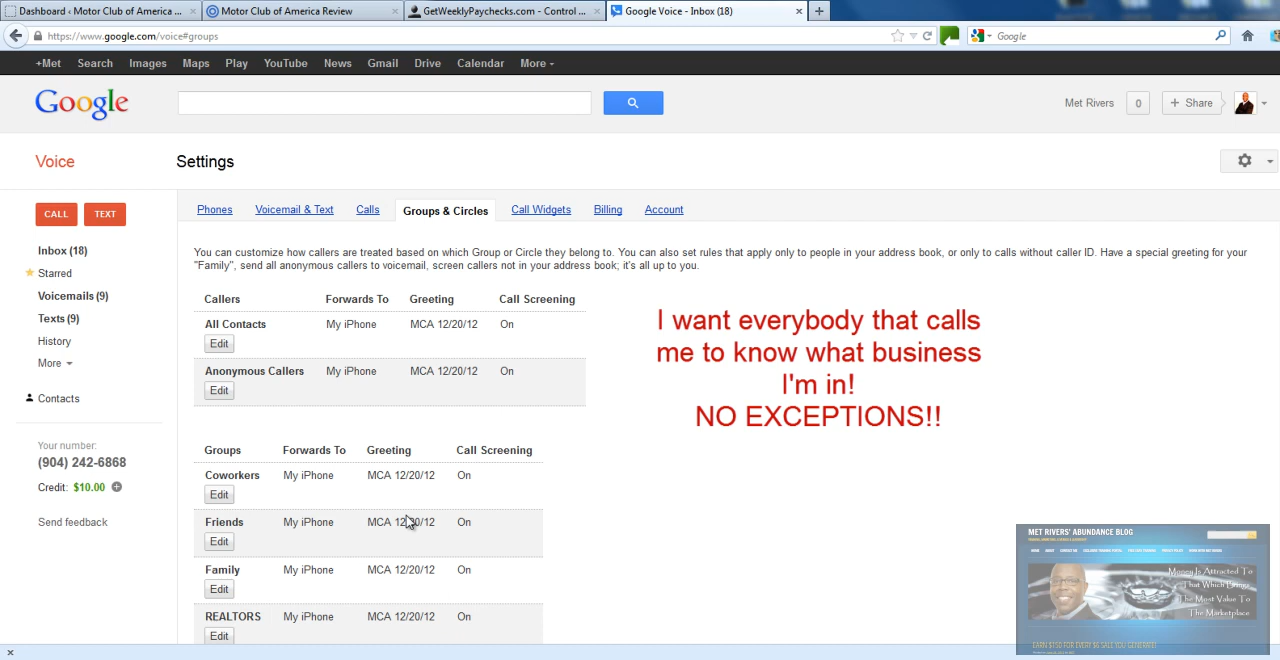 Dashboard ‹ Motor Club of America ...
Motor Club of America Review
GetWeeklyPaychecks.com - Control ...
Google Voice - Inbox (18)
https://www.google.com/voice#groups
Google
+Met Search Images Maps Play YouTube News Gmail Drive Calendar More
Google
Met Rivers 0 + Share
Voice
Settings
CALL TEXT
Phones Voicemail & Text Calls Groups & Circles Call Widgets Billing Account
Inbox (18)
Starred
Voicemails (9)
Texts (9)
History
More
Contacts
Your number:
(904) 242-6868
Credit: $10.00
Send feedback
You can customize how callers are treated based on which Group or Circle they belong to. You can also set rules that apply only to people in your address book, or only to calls without caller ID. Have a special greeting for your
"Family", send all anonymous callers to voicemail, screen callers not in your address book; it's all up to you.
Callers Forwards To Greeting Call Screening
All Contacts My iPhone MCA 12/20/12 On
Edit
Anonymous Callers My iPhone MCA 12/20/12 On
Edit
Groups Forwards To Greeting Call Screening
Coworkers My iPhone MCA 12/20/12 On
Edit
Friends My iPhone MCA 12/20/12 On
Edit
Family My iPhone MCA 12/20/12 On
Edit
REALTORS My iPhone MCA 12/20/12 On
Edit
I want everybody that calls
me to know what business
I'm in!
NO EXCEPTIONS!!
MET RIVERS' ABUNDANCE BLOG
Money Is Attracted To
That Which Brings
The Most Value To
The Marketplace
EARN $150 FOR EVERY $6 SALE YOU GENERATE!